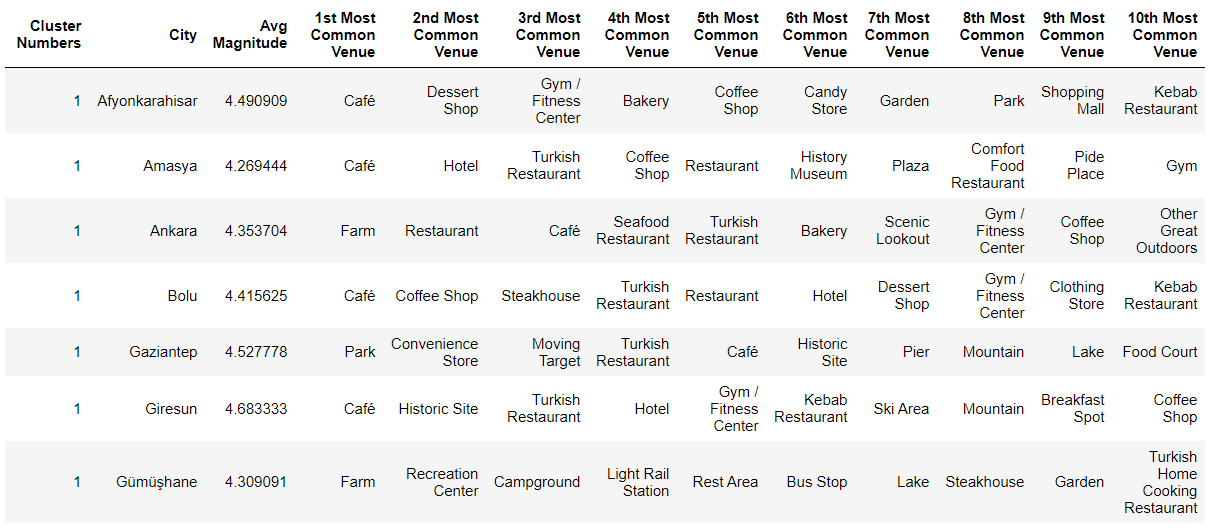 Cluster Numbers City Avg Magnitude 1st Most Common Venue 2nd Most Common Venue 3rd Most Common Venue 4th Most Common Venue 5th Most Common Venue 6th Most Common Venue 7th Most Common Venue 8th Most Common Venue 9th Most Common Venue 10th Most Common Venue
1 Afyonkarahisar 4.490909 Café Dessert Shop Gym / Fitness Center Bakery Coffee Shop Candy Store Garden Park Shopping Mall Kebab Restaurant
1 Amasya 4.269444 Café Hotel Turkish Restaurant Coffee Shop Restaurant History Museum Plaza Comfort Food Restaurant Pide Place Gym
1 Ankara 4.353704 Farm Restaurant Café Seafood Restaurant Turkish Restaurant Bakery Scenic Lookout Gym / Fitness Center Coffee Shop Other Great Outdoors
1 Bolu 4.415625 Café Coffee Shop Steakhouse Turkish Restaurant Restaurant Hotel Dessert Shop Gym / Fitness Center Clothing Store Kebab Restaurant
1 Gaziantep 4.527778 Park Convenience Store Moving Target Turkish Restaurant Café Historic Site Pier Mountain Lake Food Court
1 Giresun 4.683333 Café Historic Site Turkish Restaurant Hotel Gym / Fitness Center Kebab Restaurant Ski Area Mountain Breakfast Spot Coffee Shop
1 Gümüşhane 4.309091 Farm Recreation Center Campground Light Rail Station Rest Area Bus Stop Lake Steakhouse Garden Turkish Home Cooking Restaurant